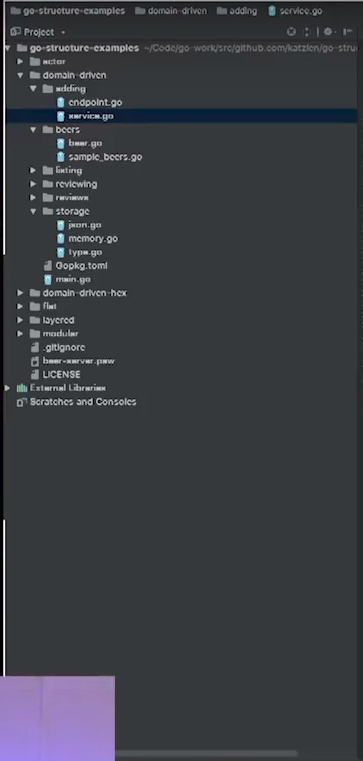 go-structure-examples domain-driven adding service.go
Project
go-structure-examples ~/Code/go-work/src/github.com/katzien/go-stru
actor
domain-driven
adding
endpoint.go
service.go
beers
beer.go
sample_beers.go
listing
reviewing
reviews
storage
json.go
memory.go
type.go
Gopkg.toml
main.go
domain-driven-hex
flat
layered
modular
.gitignore
beer-server.paw
LICENSE
External Libraries
Scratches and Consoles